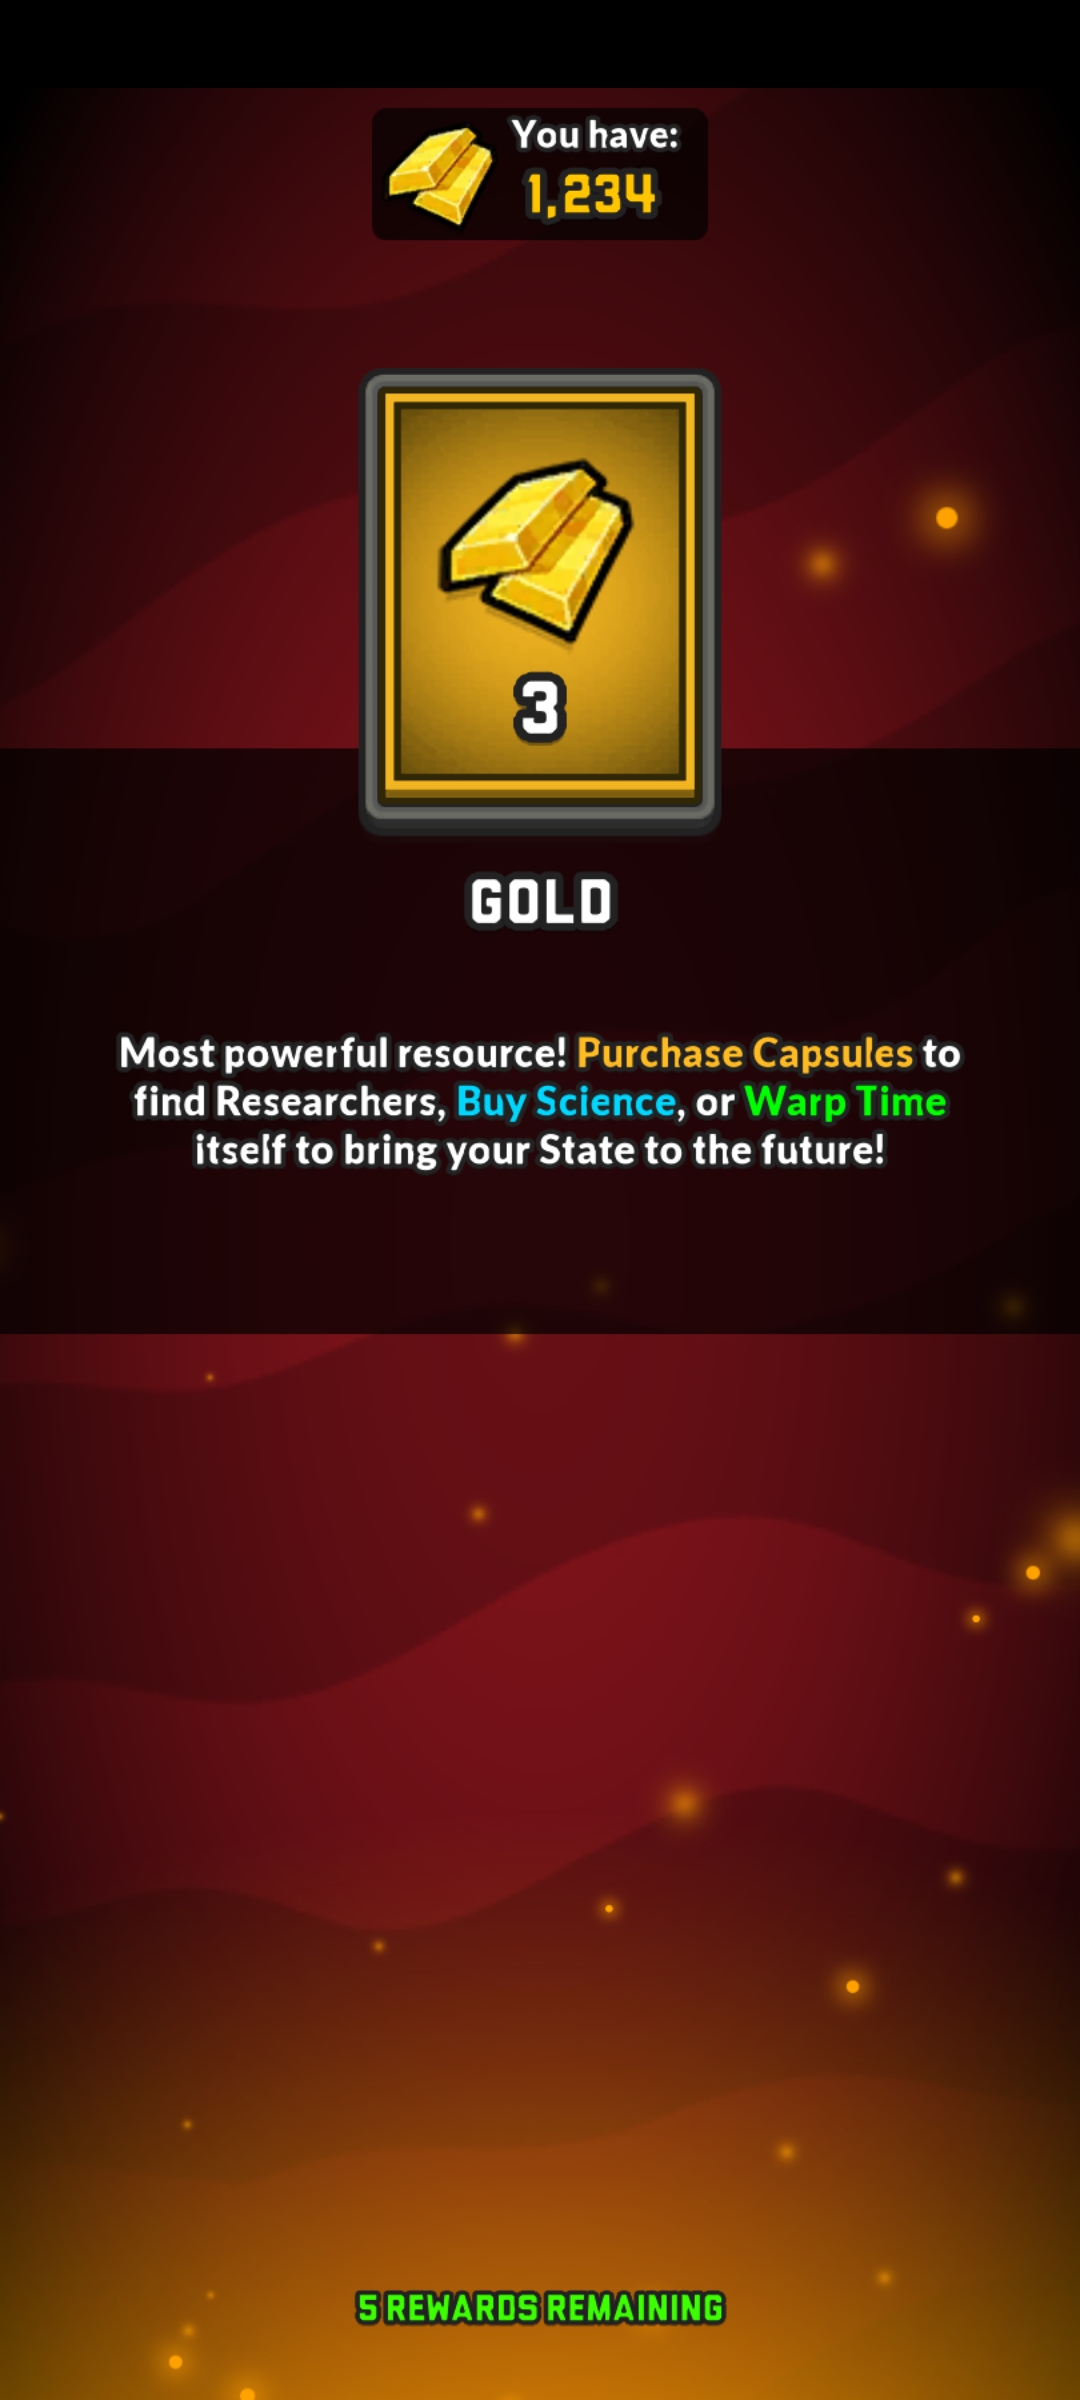 You have:
1,234
3
GOLD
Most powerful resource! Purchase Capsules to
find Researchers, Buy Science, or Warp Time
itself to bring your State to the future!
5 REWARDS REMAINING